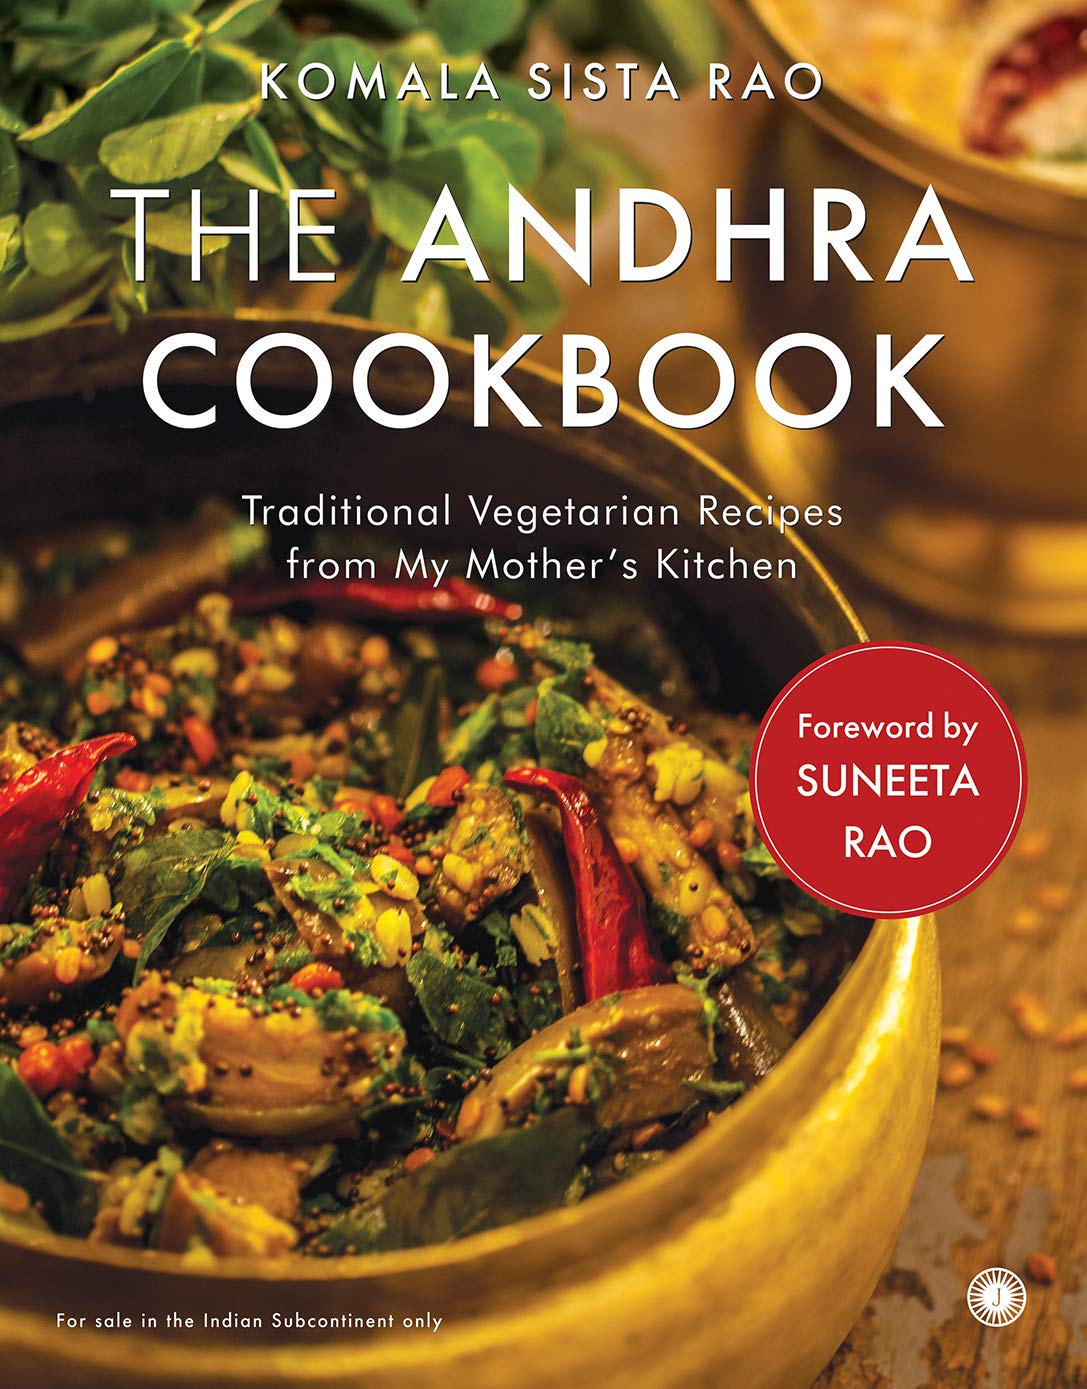 KOMALA SISTA RAO
THE ANDHRA
COOKBOOK
Traditional Vegetarian Recipes
from My Mother's Kitchen
Foreword by
SUNEETA
RAO
J
For sale in the Indian Subcontinent only